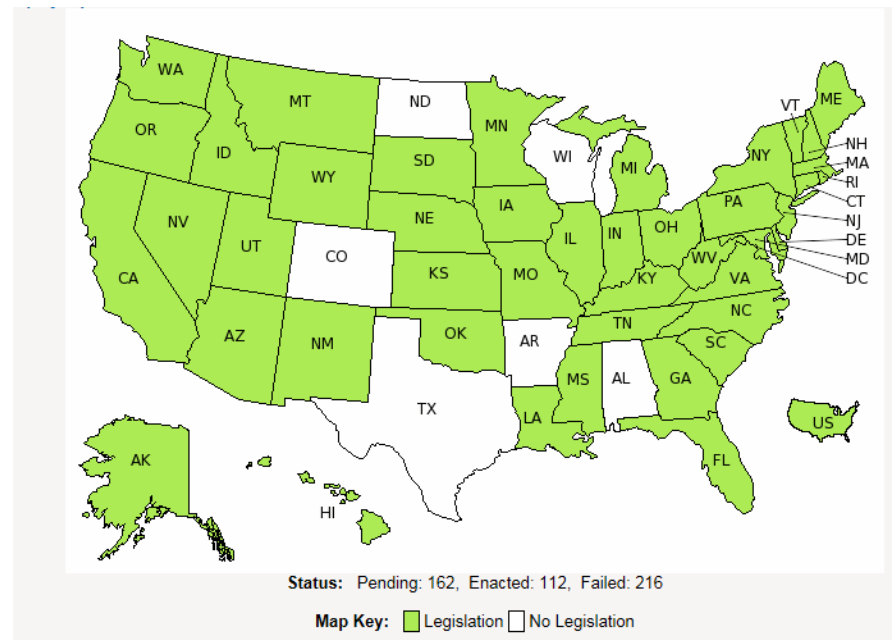 WA
MT
ND
MN
VT
ME
OR
ID
SD
WI
MI
NY
NH
MA
RI
CT
NJ
DE
MD
DC
WY
IA
PA
NV
NE
IL
IN
OH
UT
CO
KS
MO
WV
VA
KY
CA
NC
TN
AZ
NM
OK
AR
SC
MS
AL
GA
TX
LA
US
AK
FL
HI
Status: Pending: 162, Enacted: 112, Failed: 216
Map Key: Legislation No Legislation